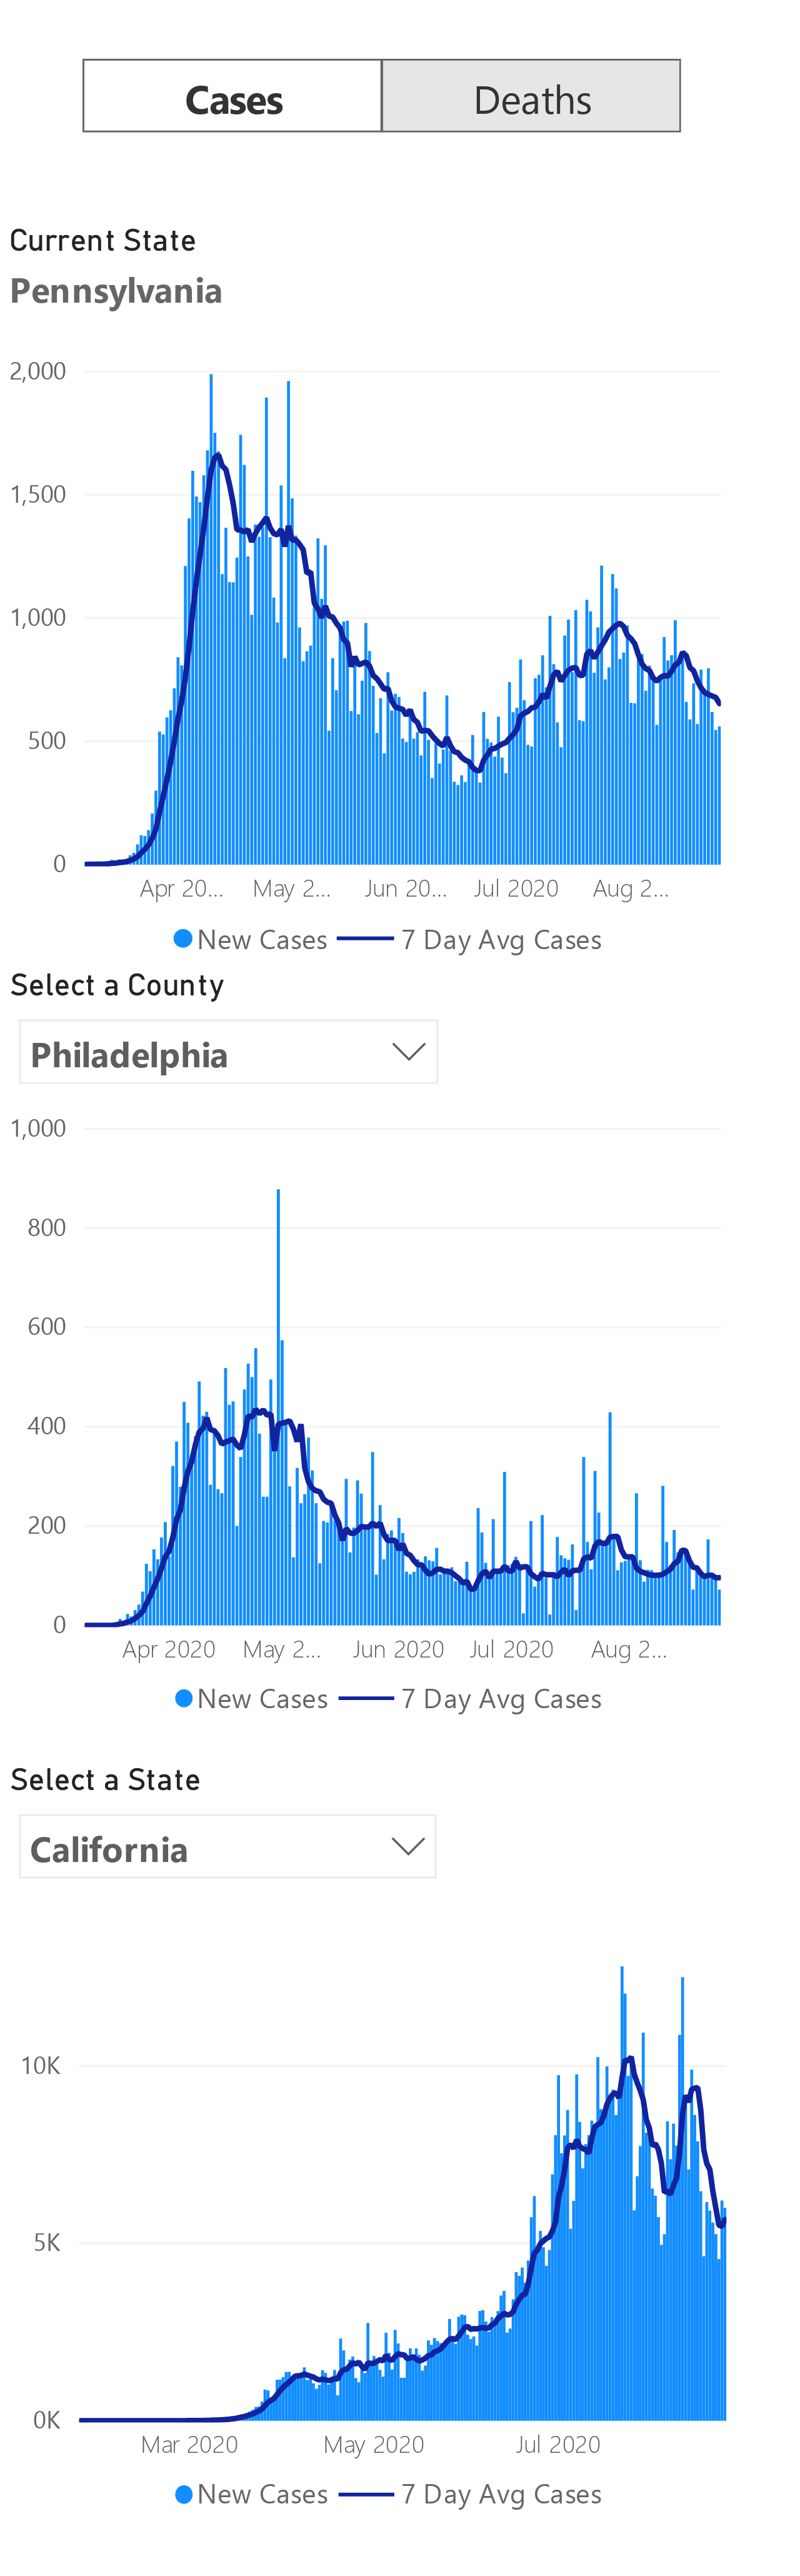 Cases Deaths
Current State
Pennsylvania
2,000
1,500
1,000
500
0
Apr 20... May 2... Jun 20... Jul 2020 Aug 2...
New Cases 7 Day Avg Cases
Select a County
Philadelphia
1,000
800
600
400
200
0
Apr 2020 May 2... Jun 2020 Jul 2020 Aug 2...
New Cases 7 Day Avg Cases
Select a State
California
10K
5K
0K
Mar 2020 May 2020 Jul 2020
New Cases 7 Day Avg Cases